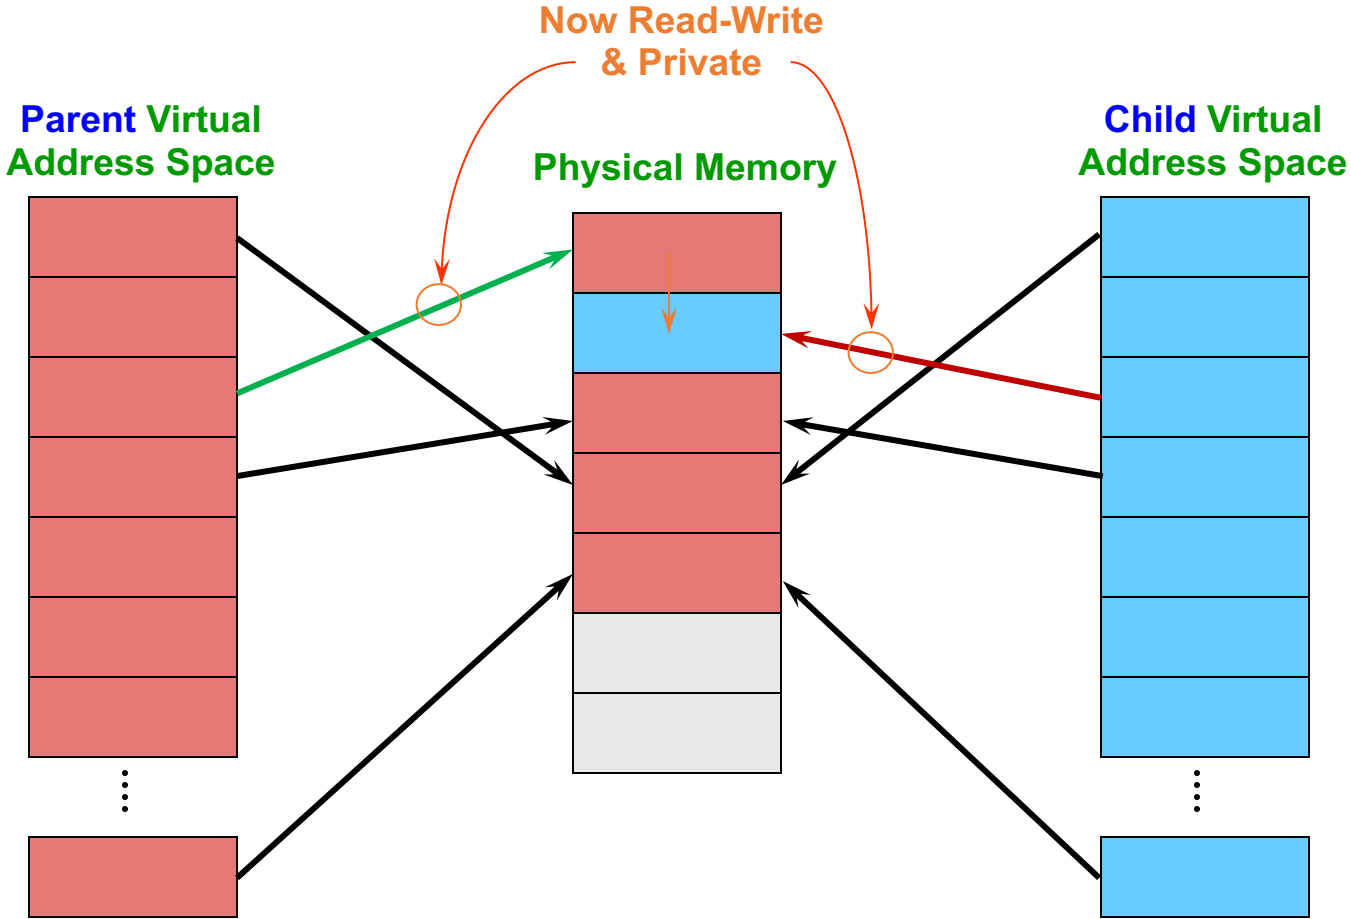 Now Read-Write
& Private
Parent Virtual
Address Space
Physical Memory
Child Virtual
Address Space